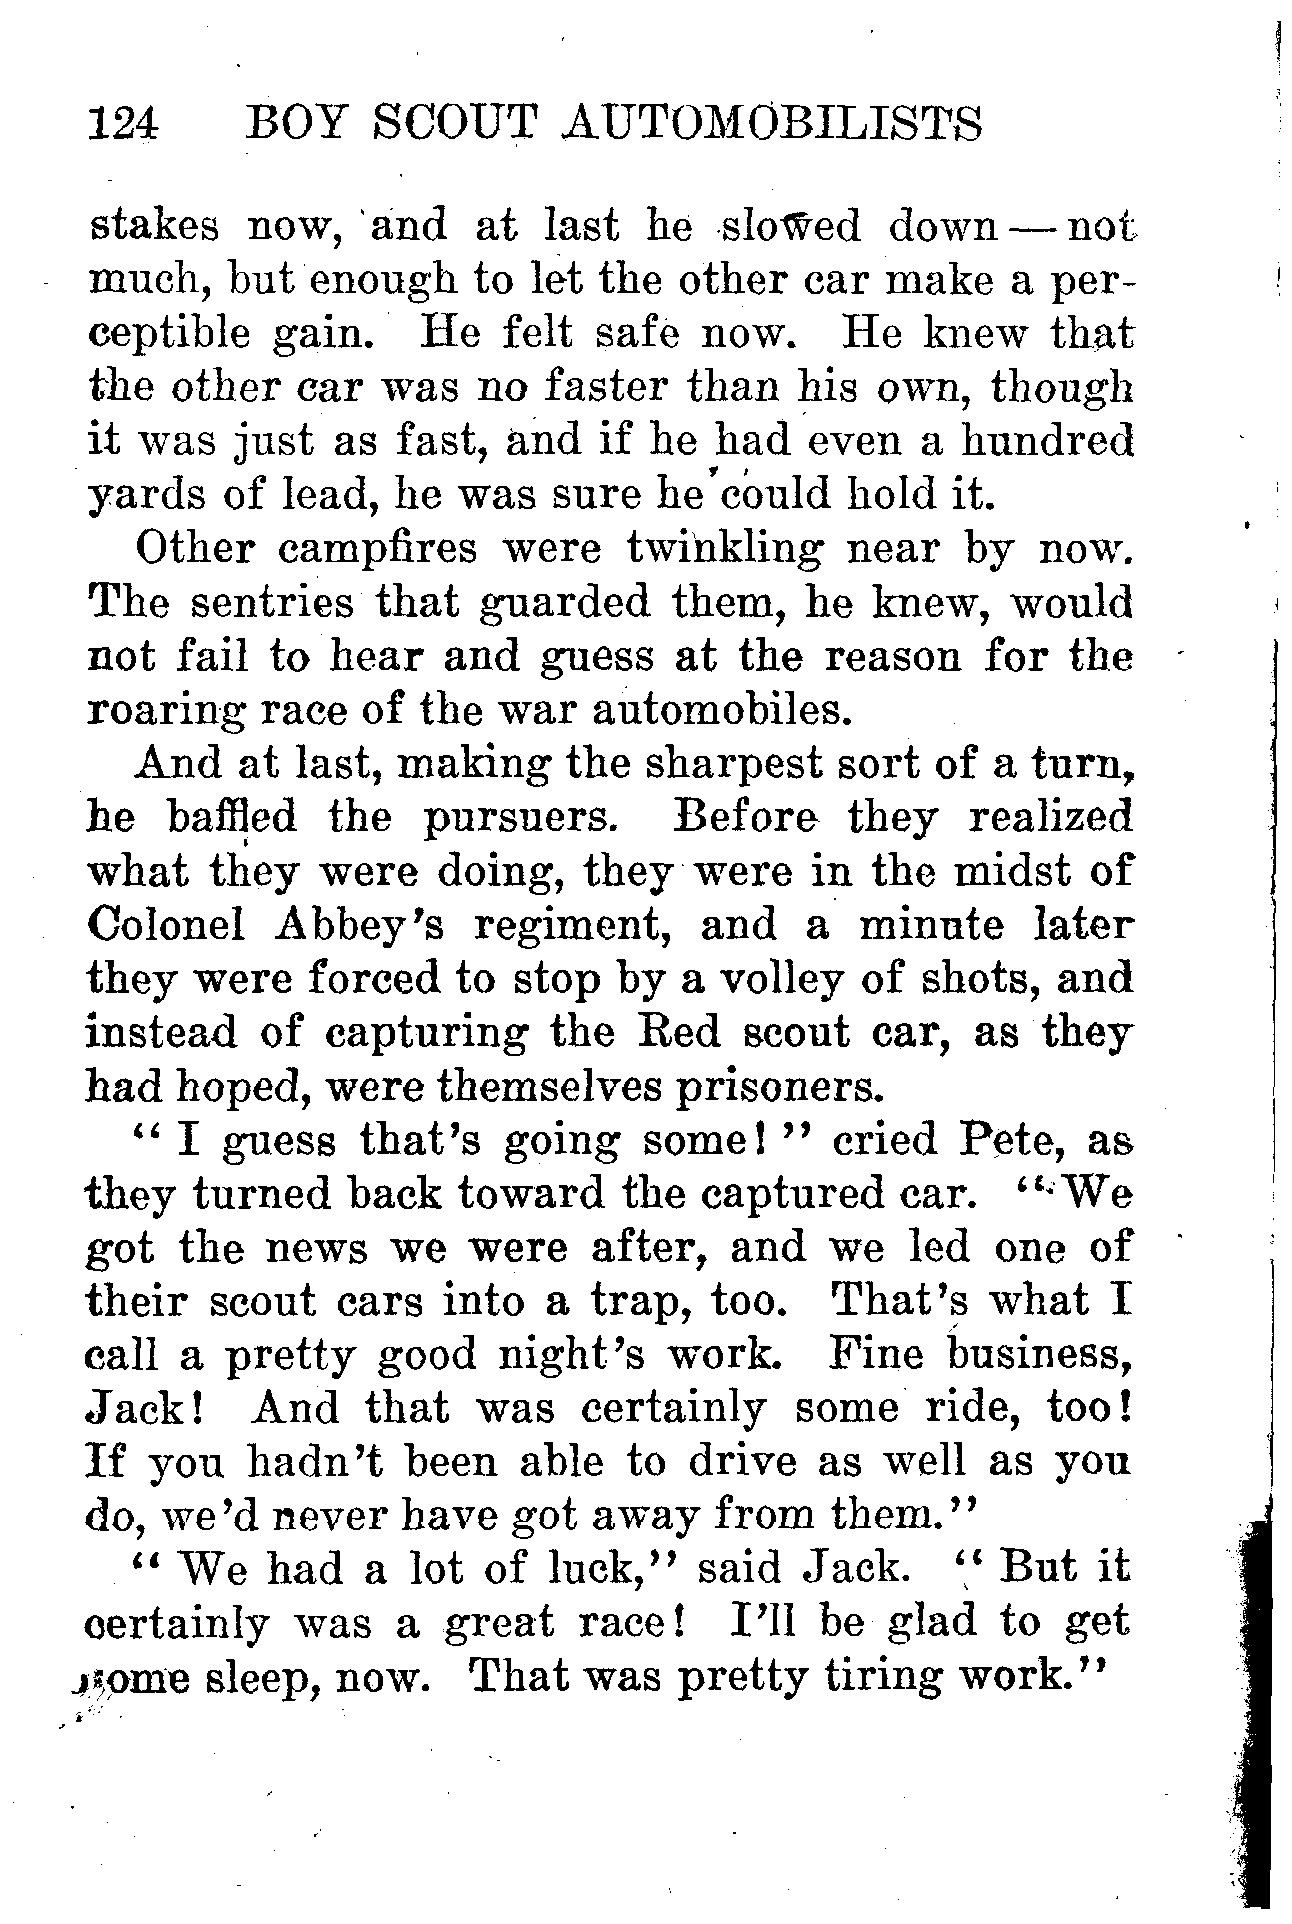 124 BOY SCOUT AUTOMOBILISTS
stakes now, and at last he slowed down — not
much, but enough to let the other car make a per-
ceptible gain. He felt safe now. He knew that
the other car was no faster than his own, though
it was just as fast, and if he had even a hundred
yards of lead, he was sure he could hold it.
Other campfires were twinkling near by now.
The sentries that guarded them, he knew, would
not fail to hear and guess at the reason for the
roaring race of the war automobiles.
And at last, making the sharpest sort of a turn,
he baffled the pursuers. Before they realized
what they were doing, they were in the midst of
Colonel Abbey's regiment, and a minute later
they were forced to stop by a volley of shots, and
instead of capturing the Red scout car, as they
had hoped, were themselves prisoners.
"I guess that's going some!" cried Pete, as
they turned back toward the captured car. "We
got the news we were after, and we led one of
their scout cars into a trap, too. That's what I
call a pretty good night's work. Fine business,
Jack! And that was certainly some ride, too!
If you hadn't been able to drive as well as you
do, we'd never have got away from them."
"We had a lot of luck," said Jack. "But it
certainly was a great race! I'll be glad to get
some sleep, now. That was pretty tiring work."